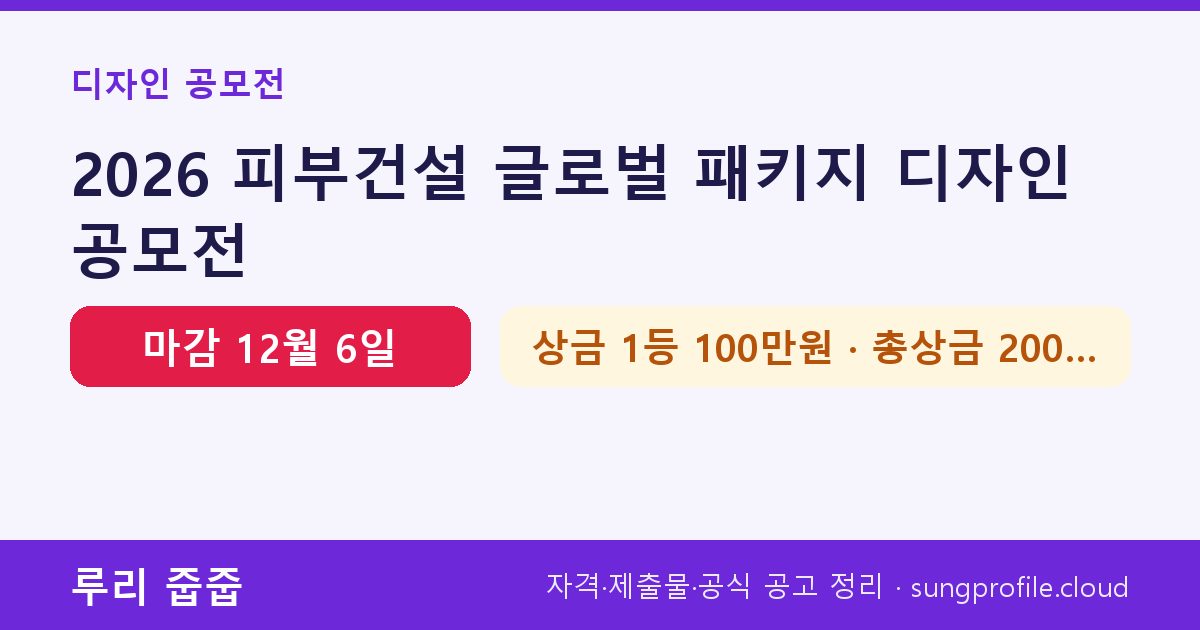 디자인 공모전
2026 피부건설 글로벌 패키지 디자인
공모전
마감 12월 6일
상금 1등 100만원 · 총상금 200...
루리 줍줍
자격·제출물·공식 공고 정리 · sungprofile.cloud